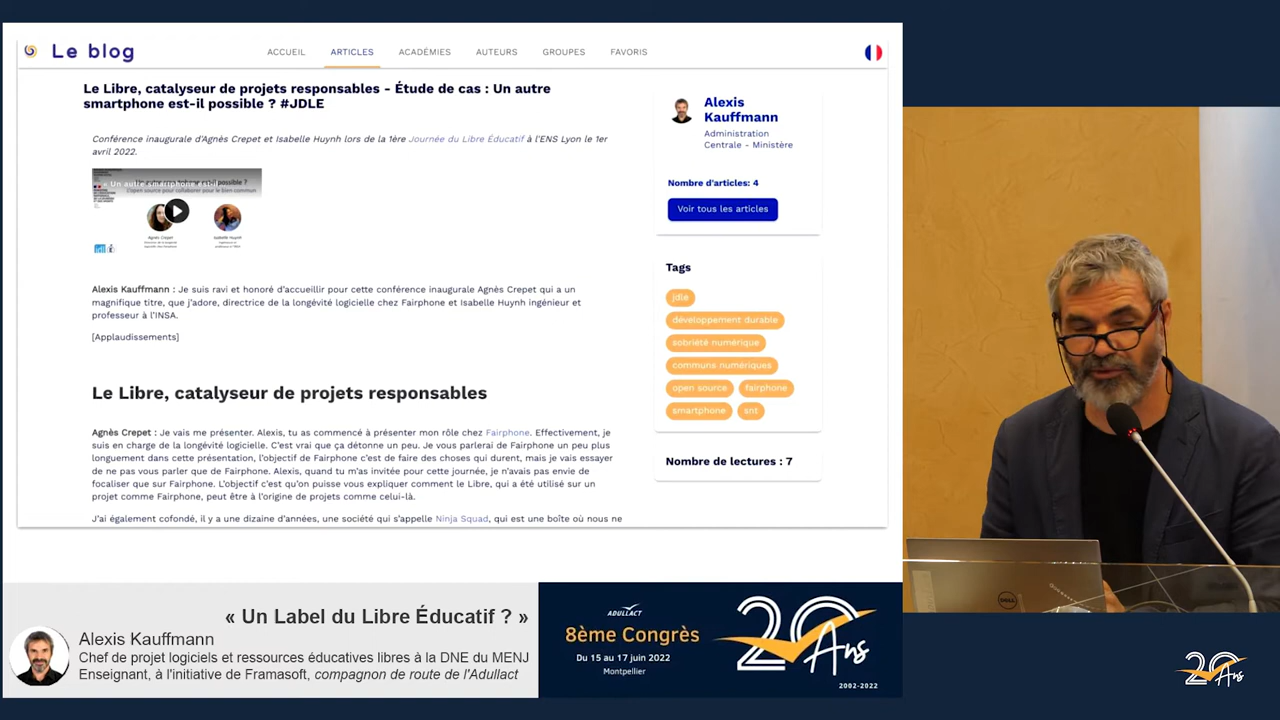 Le blog
ACCUEIL
ARTICLES
ACADÉMIES
AUTEURS
GROUPES
FAVORIS
Le Libre, catalyseur de projets responsables - Étude de cas : Un autre
smartphone est-il possible ? #JDLE
Conférence inaugurale d'Agnès Crepet et Isabelle Huynh lors de la 1ère Journée du Libre Éducatif à l'ENS Lyon le 1er
avril 2022.
Agnès Crepet
Isabelle Huynh
Alexis Kauffmann : Je suis ravi et honoré d'accueillir pour cette conférence inaugurale Agnès Crepet qui a un
magnifique titre, que j'adore, directrice de la longévité logicielle chez Fairphone et Isabelle Huynh ingénieur et
professeur à l'INSA.
[Applaudissements]
Le Libre, catalyseur de projets responsables
Agnès Crepet : Je vais me présenter. Alexis, tu as commencé à présenter mon rôle chez Fairphone. Effectivement, je
suis en charge de la longévité logicielle. C'est vrai que ça détonne un peu. Je vous parlerai de Fairphone un peu plus
longuement dans cette présentation, l'objectif de Fairphone c'est de faire des choses qui durent, mais je vais essayer
de ne pas vous parler que de Fairphone. Alexis, quand tu m'as invitée pour cette journée, je n'avais pas envie de
focaliser que sur Fairphone. L'objectif c'est qu'on puisse vous expliquer comment le Libre, qui a été utilisé sur un
projet comme Fairphone, peut être à l'origine de projets comme celui-là.
J'ai également cofondé, il y a une dizaine d'années, une société qui s'appelle Ninja Squad, qui est une boîte où nous ne
Alexis
Kauffmann
Administration
Centrale - Ministère
Nombre d'articles: 4
Voir tous les articles
Tags
jdle
développement durable
sobriété numérique
communs numériques
open source
fairphone
smartphone
snt
Nombre de lectures : 7
« Un Label du Libre Éducatif ? »
Alexis Kauffmann
Chef de projet logiciels et ressources éducatives libres à la DNE du MENJ
Enseignant, à l'initiative de Framasoft, compagnon de route de l'Adullact
ADULLACT
8ème Congrès
Du 15 au 17 juin 2022
Montpellier
20 Ans
2002-2022
DELL
20 Ans